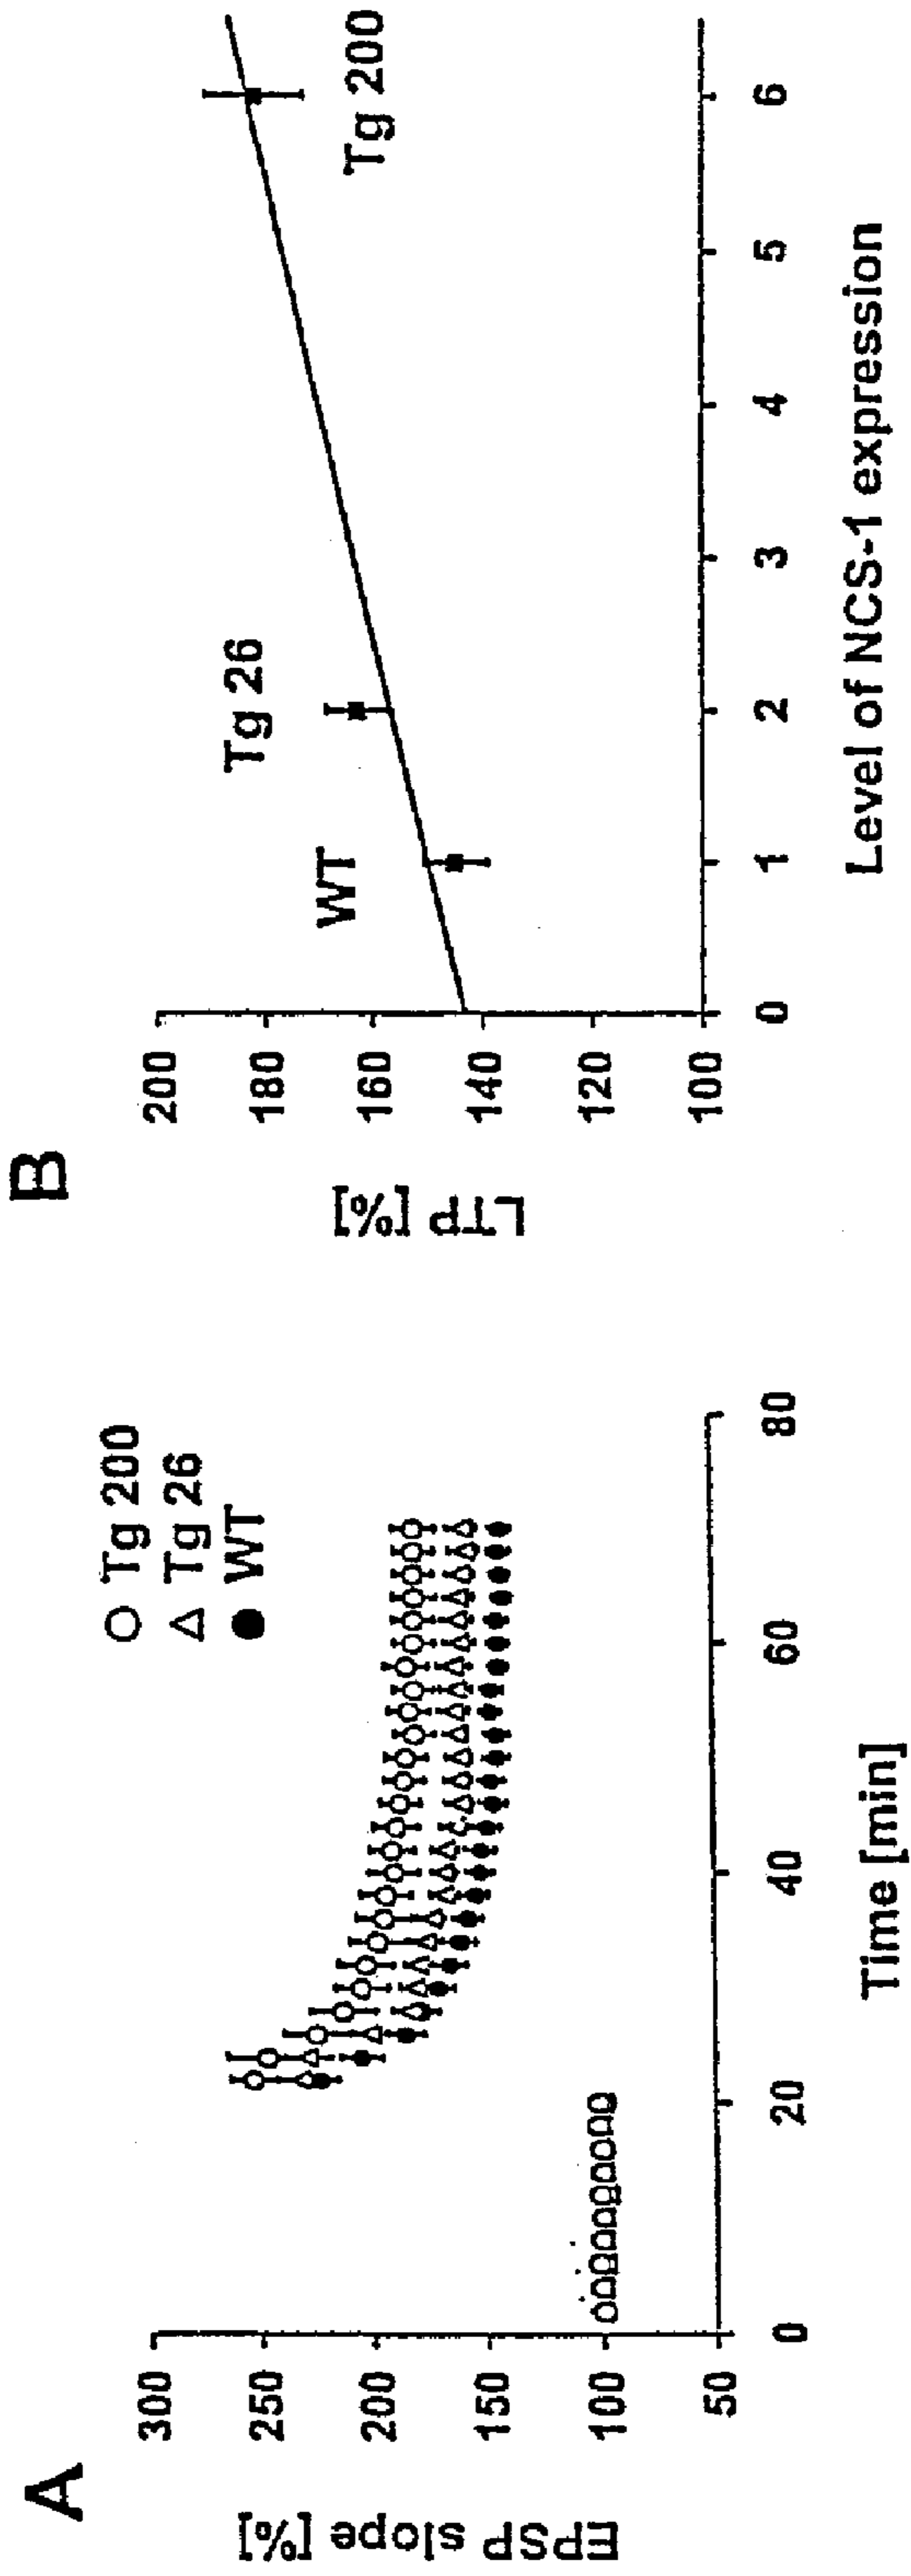 A
EPSP slope [%]
300
250
200
150
100
50
0
20
40
60
80
Time [min]
Tg 200
Tg 26
WT
B
LTP [%]
200
180
160
140
120
100
0
1
2
3
4
5
6
Level of NCS-1 expression
WT
Tg 26
Tg 200